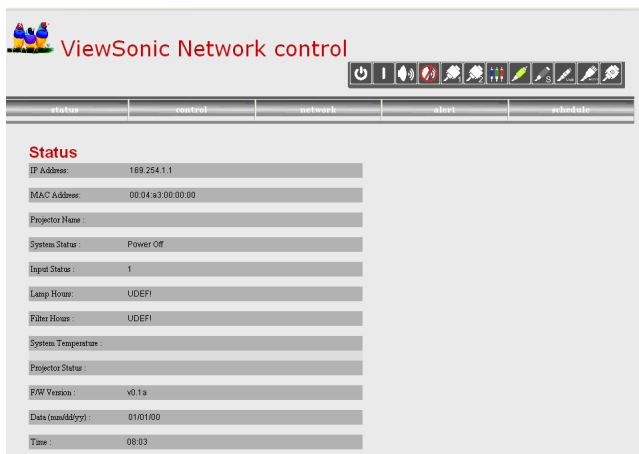 ViewSonic Network control
1 2 S
status control network alert schedule
Status
IP Address: 169.254.1.1
MAC Address: 00:04:a3:00:00:00
Projector Name :
System Status : Power Off
Input Status : 1
Lamp Hours: UDEF!
Filter Hours : UDEF!
System Temperature :
Projector Status :
F/W Version : v0.1a
Data (mm/dd/yy) : 01/01/00
Time : 08:03